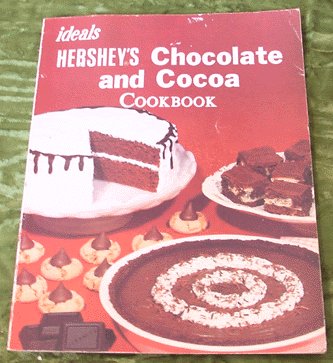 ideals
HERSHEY'S Chocolate
and Cocoa
COOKBOOK